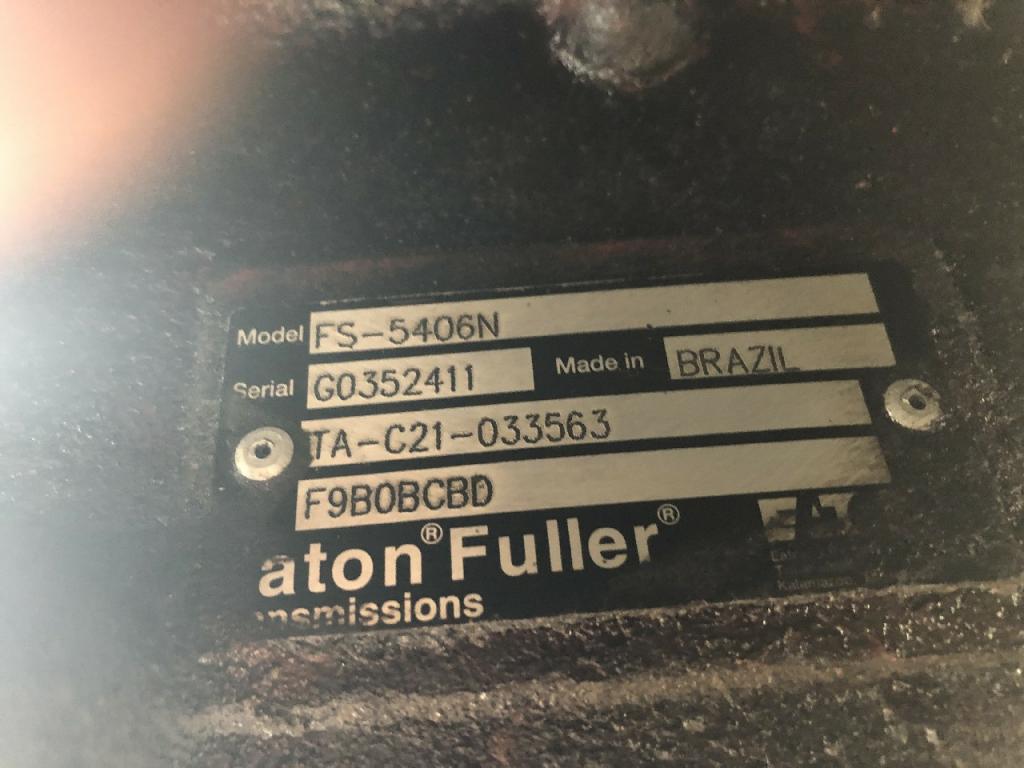 Model FS-5406N
Serial G0352411 Made in BRAZIL
TA-C21-033563
F9B0BCBD
aton® Fuller®
nsmissions